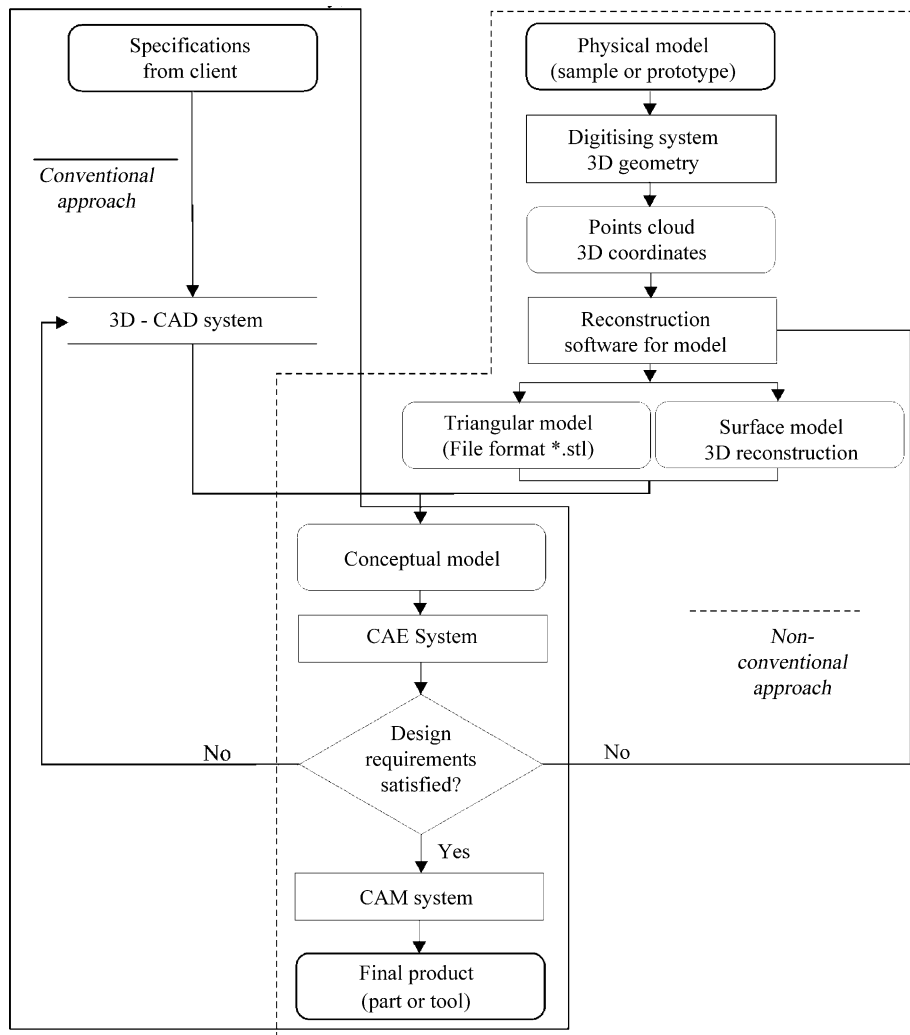 Specifications
from client
Physical model
(sample or prototype)
Digitising system
3D geometry
Conventional
approach
Points cloud
3D coordinates
3D - CAD system
Reconstruction
software for model
Triangular model
(File format *.stl)
Surface model
3D reconstruction
Conceptual model
CAE System
Non-
conventional
approach
Design
requirements
satisfied?
No
No
Yes
CAM system
Final product
(part or tool)